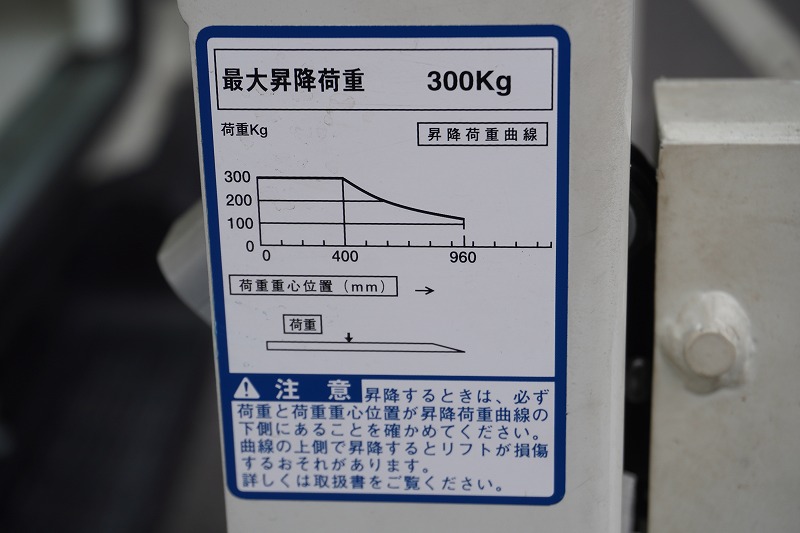 最大昇降荷重 300Kg
荷重Kg
昇降荷重曲線
300
200
100
0
0 400 960
荷重重心位置(mm) →
荷重
注意 昇降するときは、必ず
荷重と荷重重心位置が昇降荷重曲線の
下側にあることを確かめてください。
曲線の上側で昇降するとリフトが損傷
するおそれがあります。
詳しくは取扱書をご覧ください。